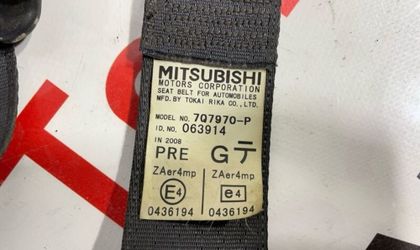 MITSUBISHI
MOTORS CORPORATION
SEAT BELT FOR AUTOMOBILES
MFD. BY TOKAI RIKA CO., LTD.
MODEL NO. 7Q7970-P
ID. NO. 063914
IN 2008
PRE G テ
ZAer4mp ZAer4mp
E4 e4
0436194 0436194